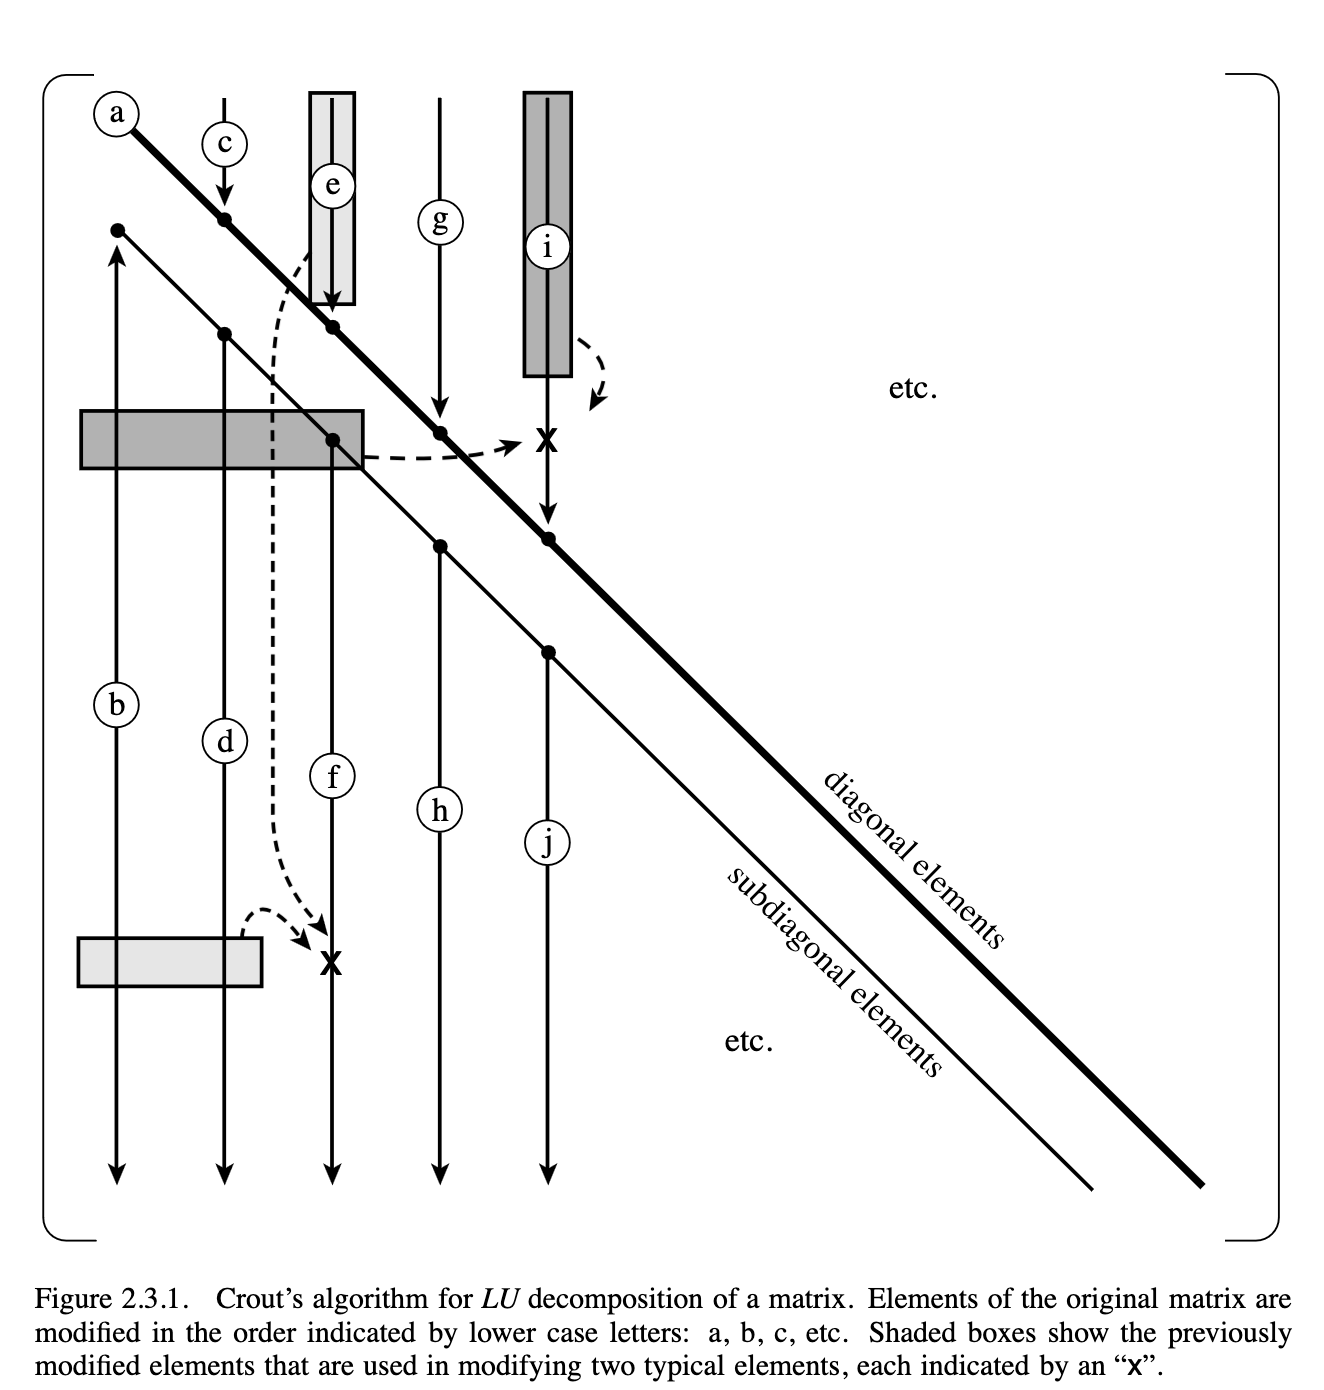 a
c
e
g
i
etc.
b
d
f
h
j
diagonal elements
subdiagonal elements
x
x
etc.
Figure 2.3.1. Crout's algorithm for LU decomposition of a matrix. Elements of the original matrix are
modified in the order indicated by lower case letters: a, b, c, etc. Shaded boxes show the previously
modified elements that are used in modifying two typical elements, each indicated by an “x”.